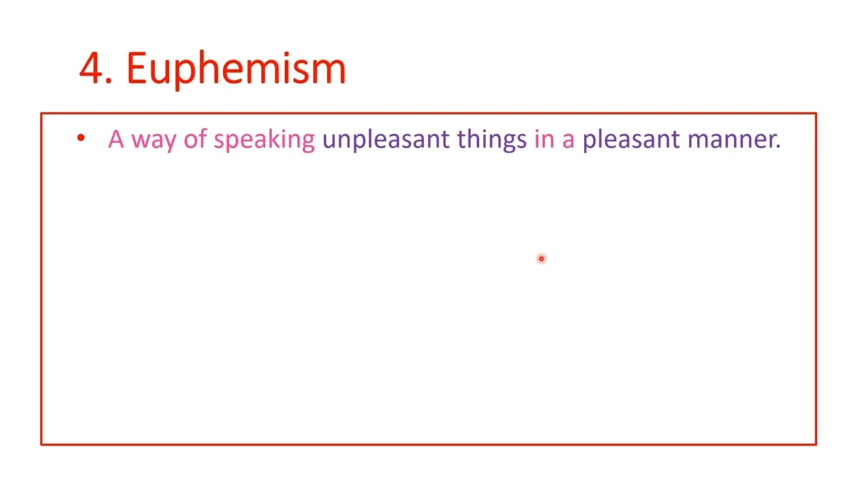 4. Euphemism
• A way of speaking unpleasant things in a pleasant manner.